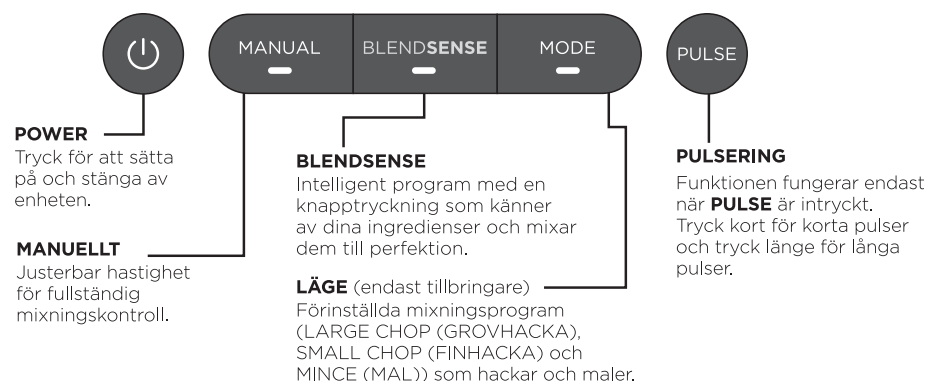 MANUAL
BLENDSENSE
MODE
PULSE
POWER
Tryck för att sätta
på och stänga av
enheten.
MANUELLT
Justerbar hastighet
för fullständig
mixningskontroll.
BLENDSENSE
Intelligent program med en
knapptryckning som känner
av dina ingredienser och mixar
dem till perfektion.
LÄGE (endast tillbringare)
Förinställda mixningsprogram
(LARGE CHOP (GROVHACKA),
SMALL CHOP (FINHACKA) och
MINCE (MAL)) som hackar och maler.
PULSERING
Funktionen fungerar endast
när PULSE är intryckt.
Tryck kort för korta pulser
och tryck länge för långa
pulser.